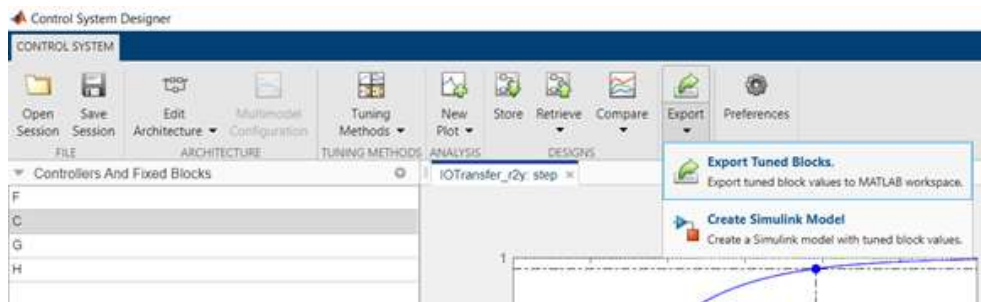 Control System Designer
CONTROL SYSTEM
Open Session
Save Session
Edit Architecture
Multimodel Configuration
Tuning Methods
New Plot
Store
Retrieve
Compare
Export
Preferences
FILE
ARCHITECTURE
TUNING METHODS
ANALYSIS
DESIGNS
Export Tuned Blocks.
Export tuned block values to MATLAB workspace.
Create Simulink Model
Create a Simulink model with tuned block values.
Controllers And Fixed Blocks
F
C
G
H
IOTransfer_r2y: step
1